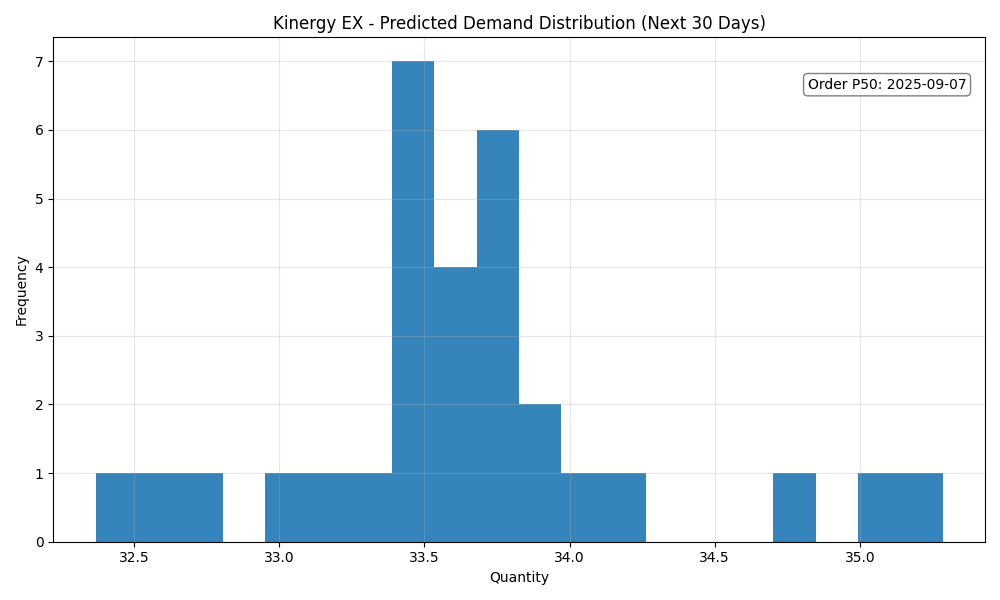 Kinergy EX - Predicted Demand Distribution (Next 30 Days)
Order P50: 2025-09-07
7
6
5
4
3
2
1
0
Frequency
32.5 33.0 33.5 34.0 34.5 35.0
Quantity